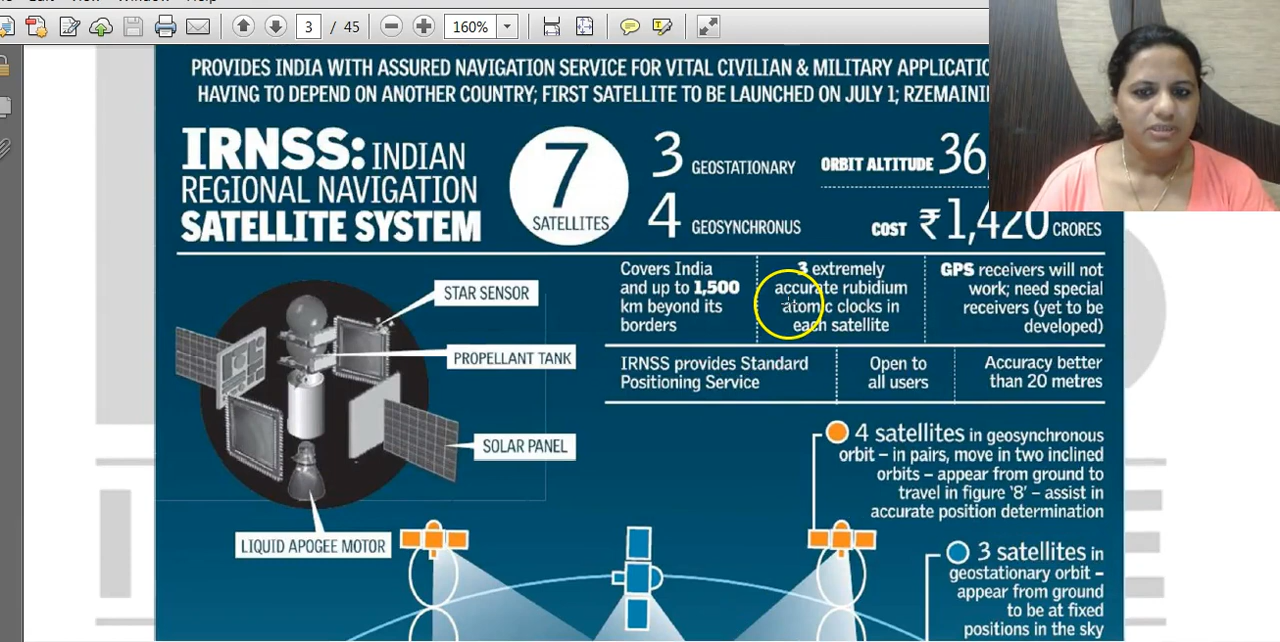 3 / 45
160%
PROVIDES INDIA WITH ASSURED NAVIGATION SERVICE FOR VITAL CIVILIAN & MILITARY
HAVING TO DEPEND ON ANOTHER COUNTRY; FIRST SATELLITE TO BE LAUNCHED ON JULY 1;
IRNSS: INDIAN
REGIONAL NAVIGATION
SATELLITE SYSTEM
7
SATELLITES
3 GEOSTATIONARY
4 GEOSYNCHRONUS
ORBIT ALTITUDE 36,
COST ₹1,420 CRORES
Covers India
and up to 1,500
km beyond its
borders
3 extremely
accurate rubidium
atomic clocks in
each satellite
GPS receivers will not
work; need special
receivers (yet to be
developed)
IRNSS provides Standard
Positioning Service
Open to
all users
Accuracy better
than 20 metres
STAR SENSOR
PROPELLANT TANK
SOLAR PANEL
LIQUID APOGEE MOTOR
4 satellites in geosynchronous
orbit – in pairs, move in two inclined
orbits – appear from ground to
travel in figure '8' – assist in
accurate position determination
3 satellites in
geostationary orbit –
appear from ground
to be at fixed
positions in the sky